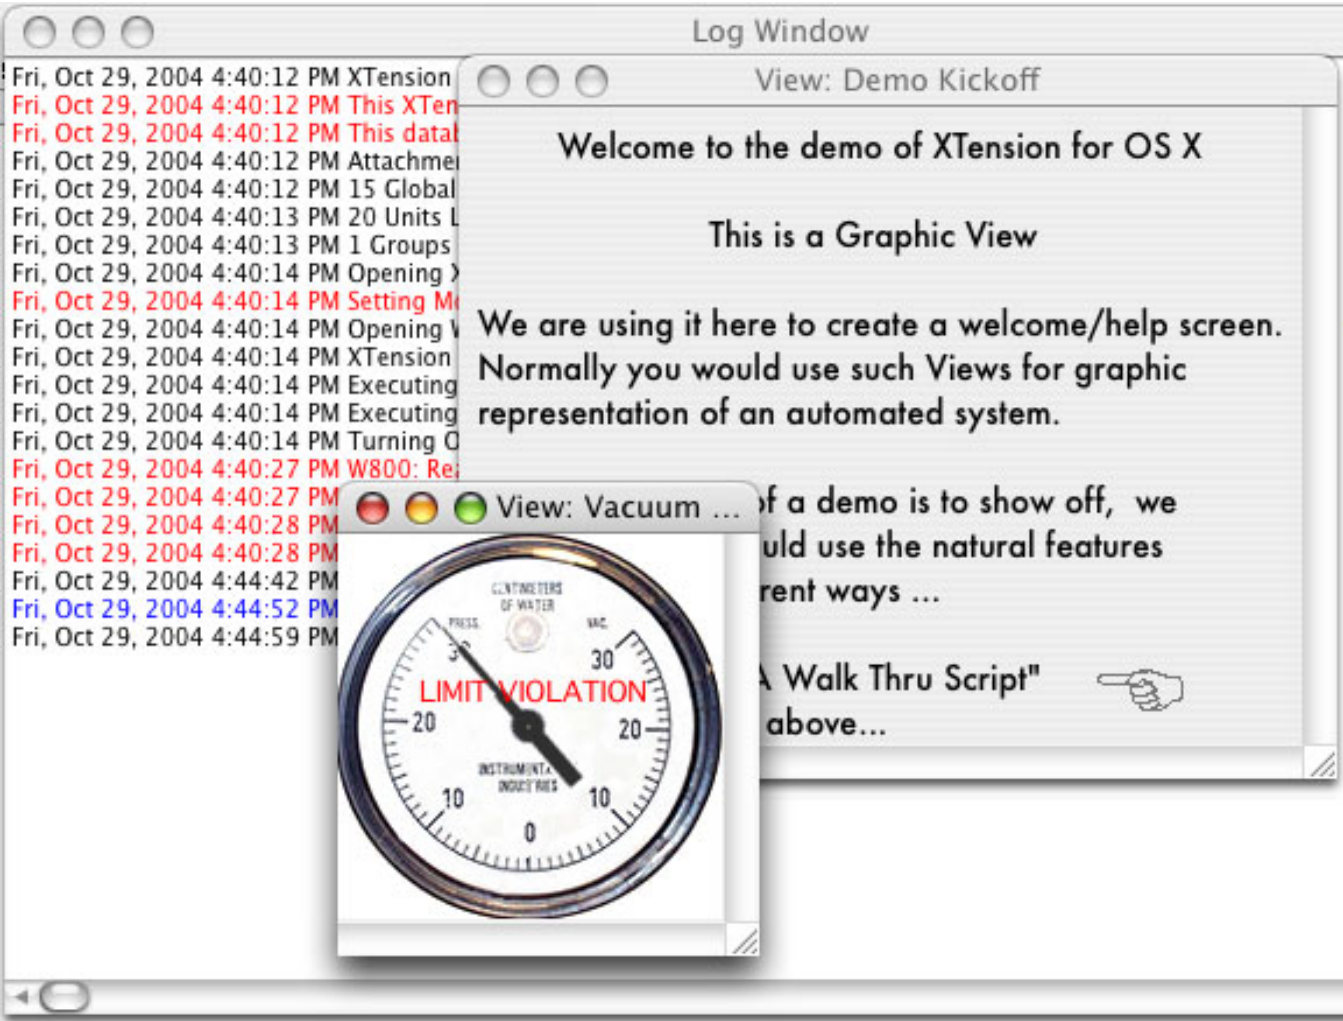 Log Window
Fri, Oct 29, 2004 4:40:12 PM XTension
Fri, Oct 29, 2004 4:40:12 PM This XTen
Fri, Oct 29, 2004 4:40:12 PM This datab
Fri, Oct 29, 2004 4:40:12 PM Attachme
Fri, Oct 29, 2004 4:40:12 PM 15 Global
Fri, Oct 29, 2004 4:40:13 PM 20 Units L
Fri, Oct 29, 2004 4:40:13 PM 1 Groups
Fri, Oct 29, 2004 4:40:14 PM Opening X
Fri, Oct 29, 2004 4:40:14 PM Setting Mo
Fri, Oct 29, 2004 4:40:14 PM Opening
Fri, Oct 29, 2004 4:40:14 PM XTension
Fri, Oct 29, 2004 4:40:14 PM Executing
Fri, Oct 29, 2004 4:40:14 PM Executing
Fri, Oct 29, 2004 4:40:14 PM Turning O
Fri, Oct 29, 2004 4:40:27 PM W800: Rea
Fri, Oct 29, 2004 4:40:27 PM
Fri, Oct 29, 2004 4:40:28 PM
Fri, Oct 29, 2004 4:40:28 PM
Fri, Oct 29, 2004 4:44:42 PM
Fri, Oct 29, 2004 4:44:52 PM
Fri, Oct 29, 2004 4:44:59 PM
View: Demo Kickoff
Welcome to the demo of XTension for OS X
This is a Graphic View
We are using it here to create a welcome/help screen.
Normally you would use such Views for graphic
representation of an automated system.
of a demo is to show off, we
uld use the natural features
rent ways ...
A Walk Thru Script"
above...
View: Vacuum ...
CENTIMETERS
OF WATER
PRESS. VAC.
30 30
LIMIT VIOLATION
20 20
INSTRUMENTA
INDUSTRIES
10 10
0